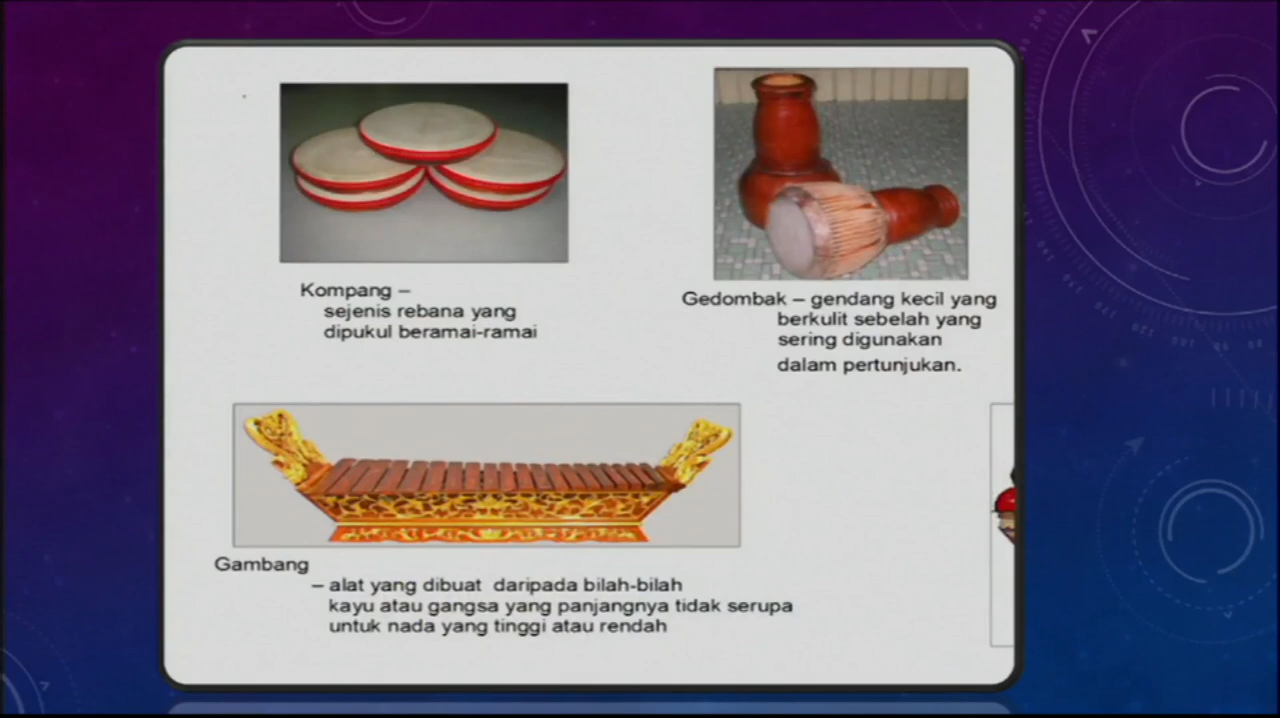 Kompang –
sejenis rebana yang
dipukul beramai-ramai
Gedombak – gendang kecil yang
berkulit sebelah yang
sering digunakan
dalam pertunjukan.
Gambang
– alat yang dibuat daripada bilah-bilah
kayu atau gangsa yang panjangnya tidak serupa
untuk nada yang tinggi atau rendah